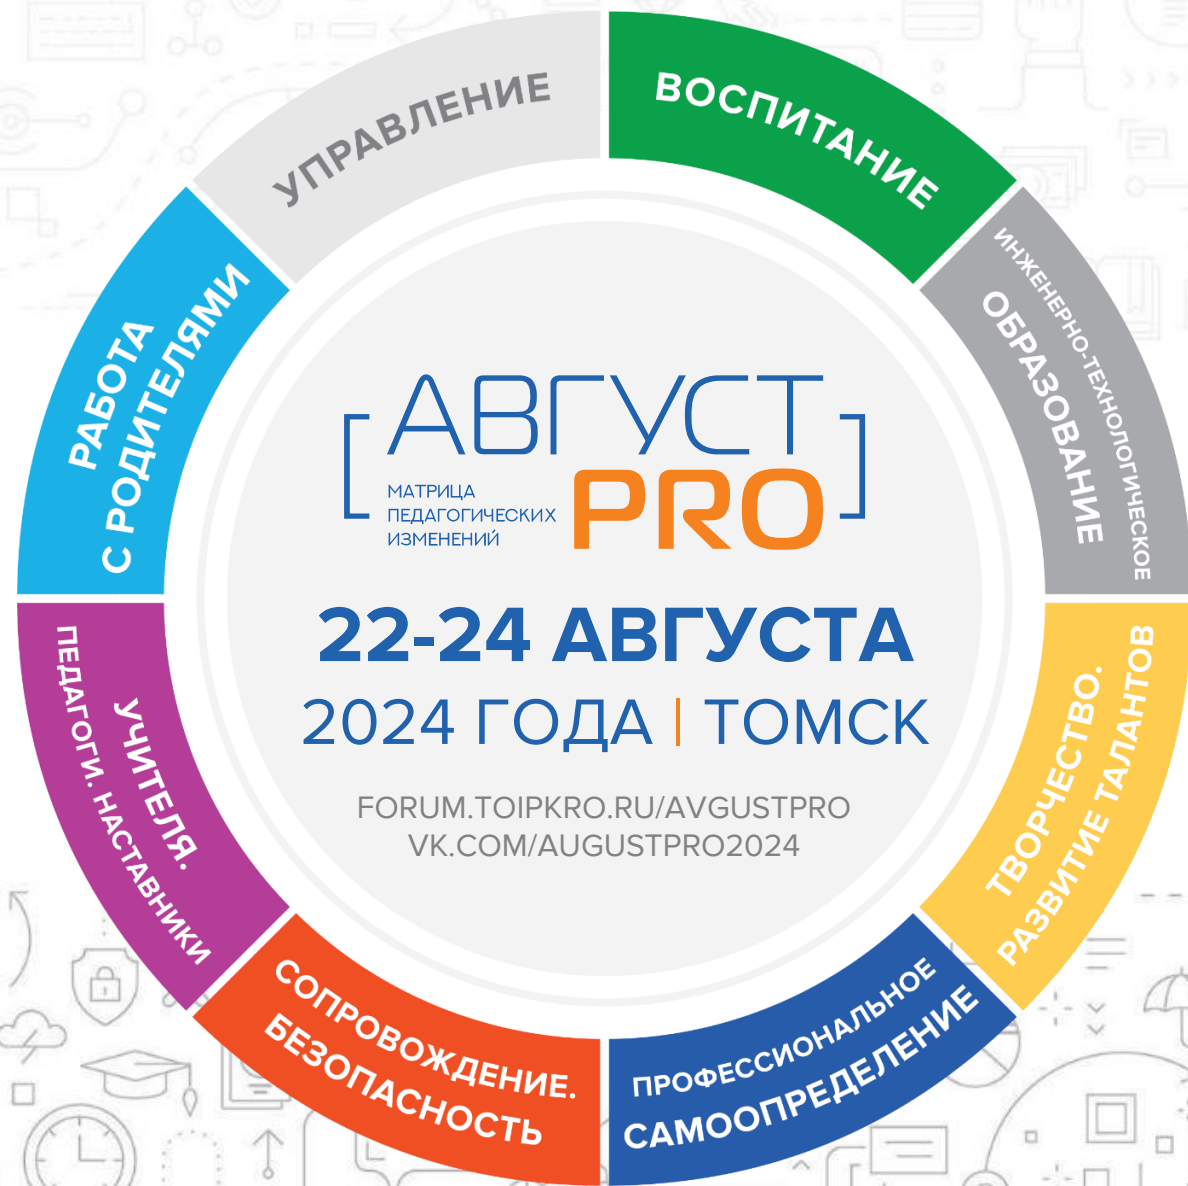 УПРАВЛЕНИЕ
ВОСПИТАНИЕ
ИНЖЕНЕРНО-ТЕХНОЛОГИЧЕСКОЕ
ОБРАЗОВАНИЕ
ТВОРЧЕСТВО.
РАЗВИТИЕ ТАЛАНТОВ
ПРОФЕССИОНАЛЬНОЕ
САМООПРЕДЕЛЕНИЕ
СОПРОВОЖДЕНИЕ.
БЕЗОПАСНОСТЬ
УЧИТЕЛЯ.
ПЕДАГОГИ. НАСТАВНИКИ
РАБОТА
С РОДИТЕЛЯМИ
[АВГУСТ
PRO]
МАТРИЦА
ПЕДАГОГИЧЕСКИХ
ИЗМЕНЕНИЙ
22-24 АВГУСТА
2024 ГОДА | ТОМСК
FORUM.TOIPKRO.RU/AVGUSTPRO
VK.COM/AUGUSTPRO2024